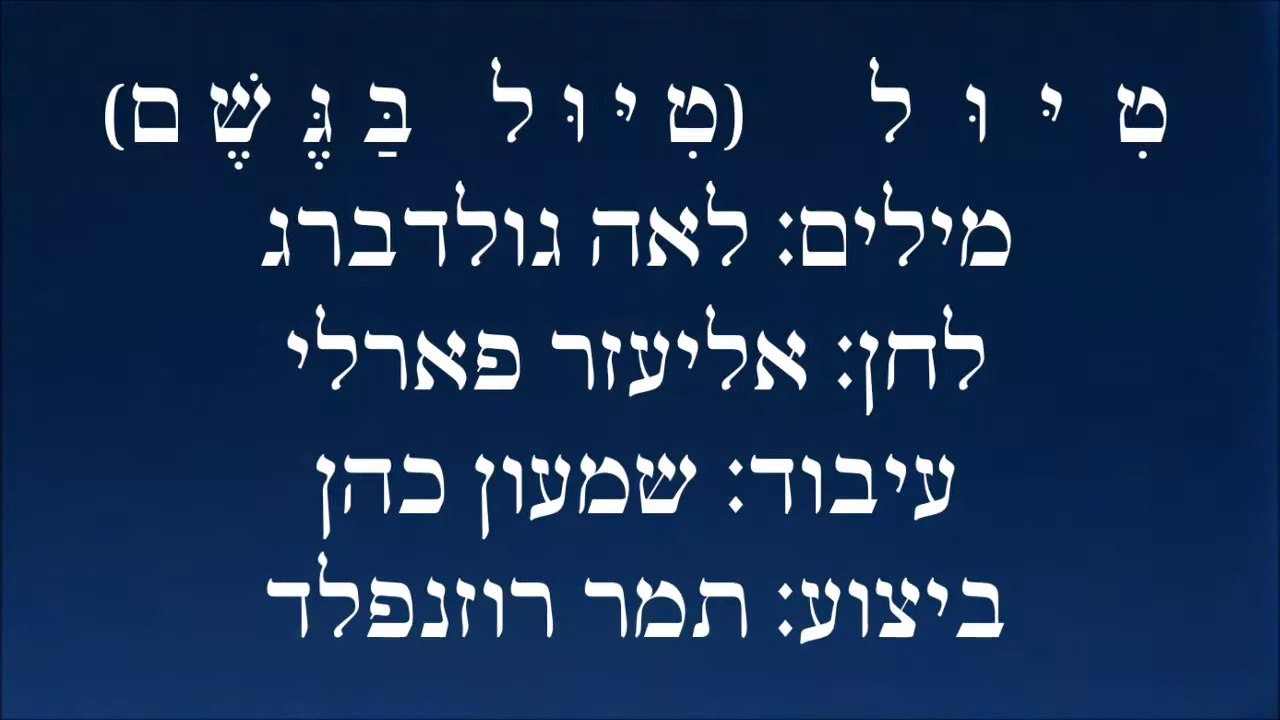 טִ יּ וּ ל (טִ יּ וּ ל בַּ גֶּ שֶׁ ם)
מילים: לאה גולדברג
לחן: אליעזר פארלי
עיבוד: שמעון כהן
ביצוע: תמר רוזנפלד